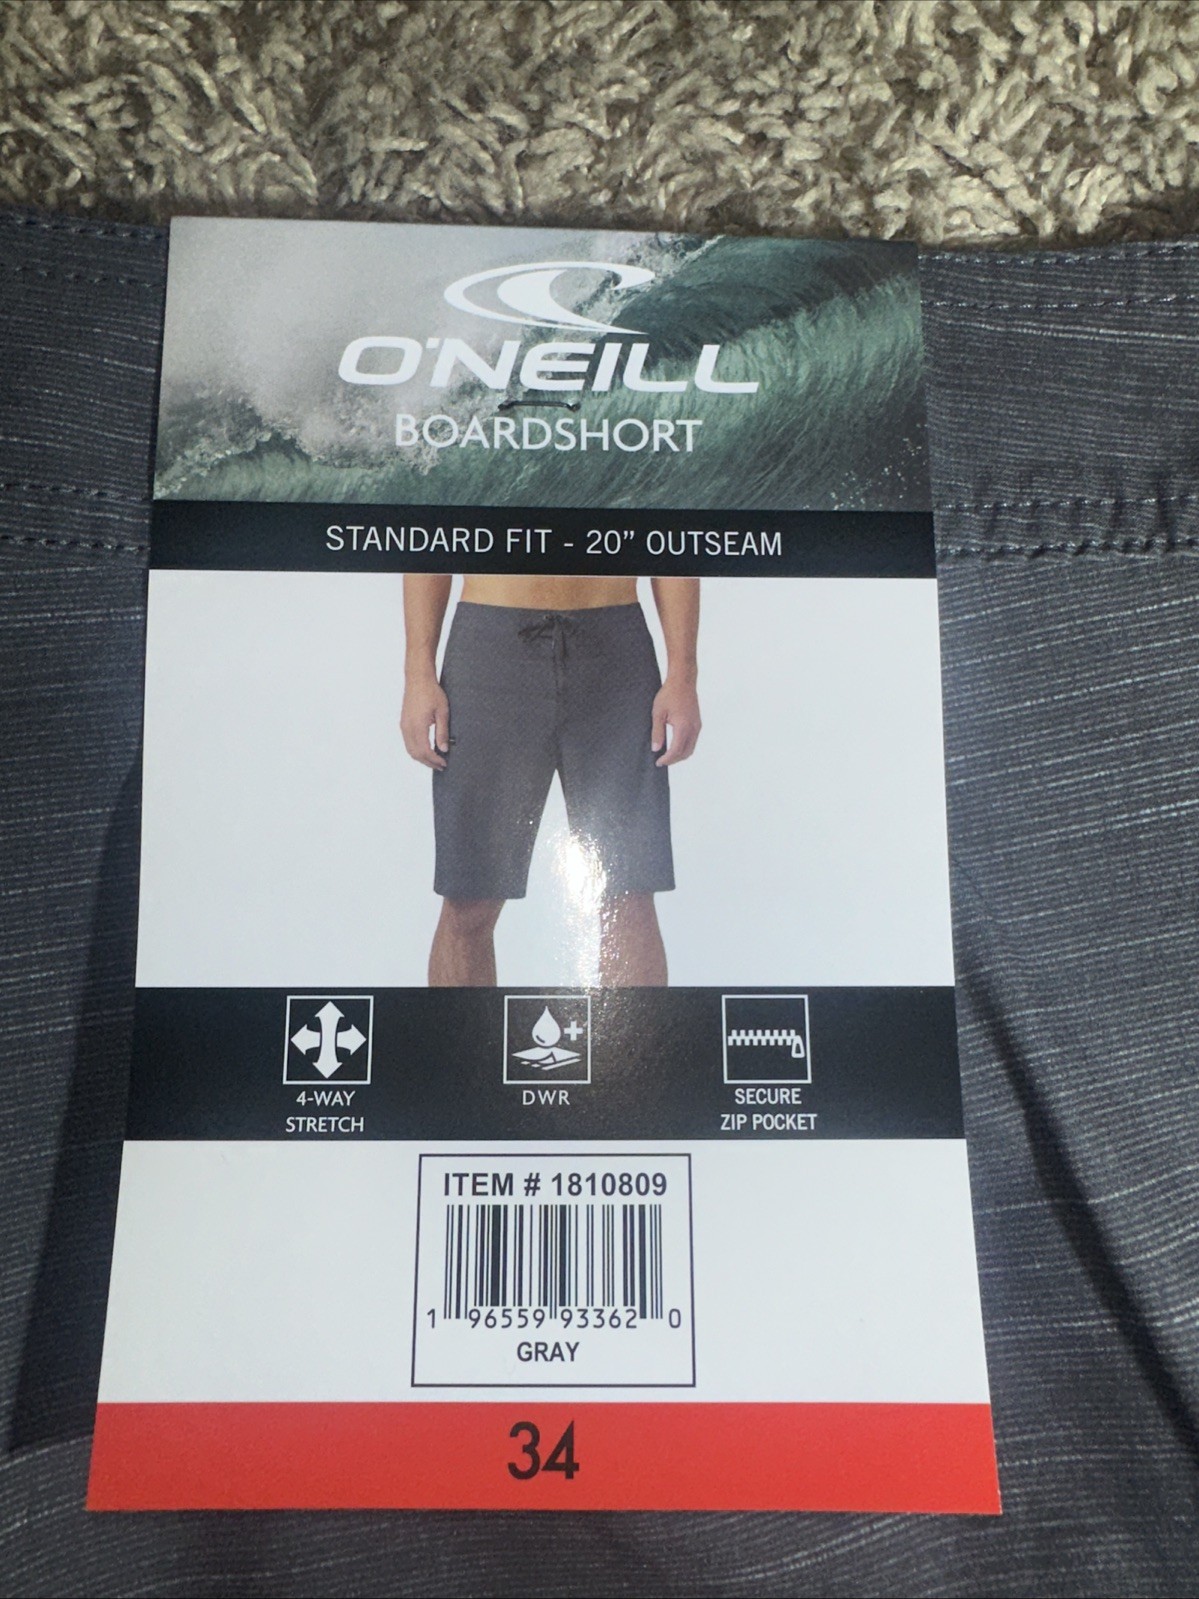 O'NEILL
BOARDSHORT
STANDARD FIT - 20” OUTSEAM
4-WAY
STRETCH
DWR
SECURE
ZIP POCKET
ITEM # 1810809
1 96559 93362 0
GRAY
34